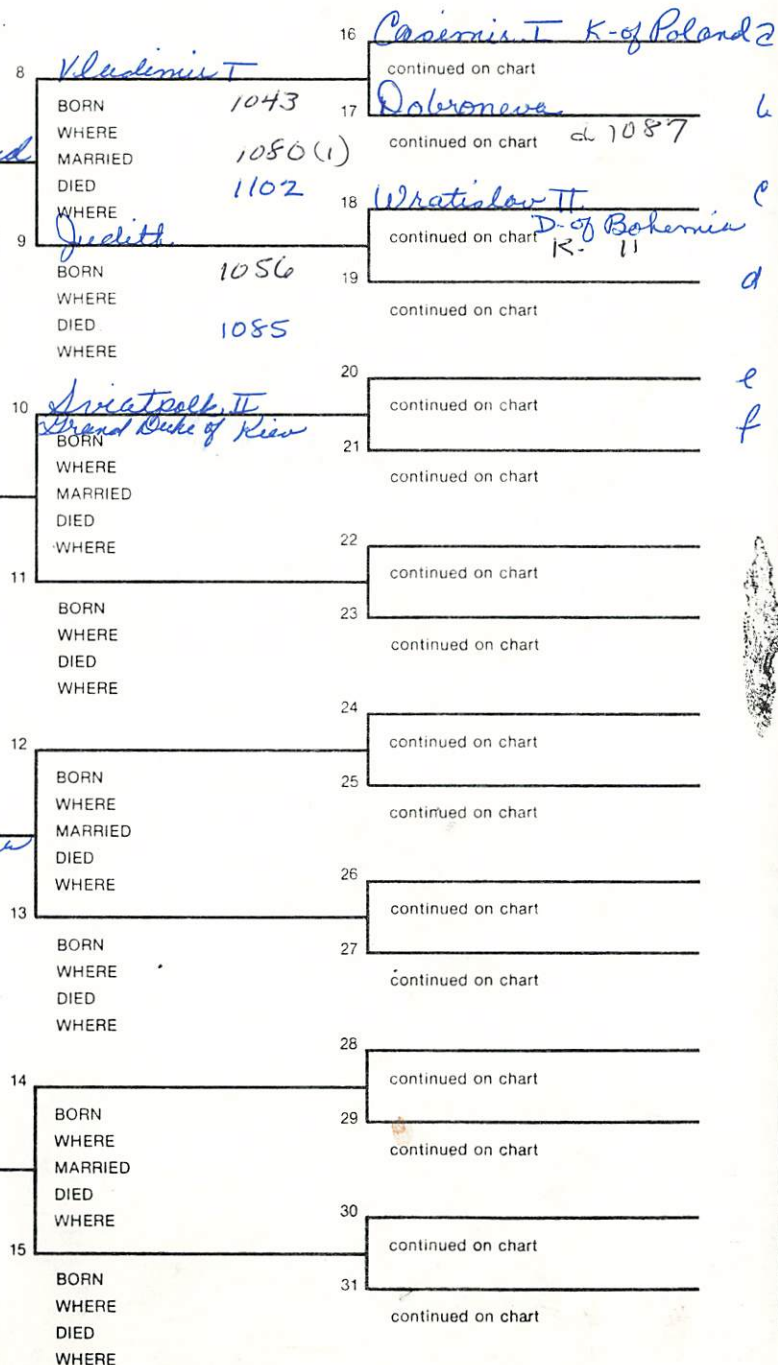 16 Casemir I K-of Poland a
continued on chart
8 Vladimir I
BORN 1043
17 Dobroneva b
WHERE
continued on chart d 1087
MARRIED 1080 (1)
DIED 1102
WHERE
18 Wratislaw II c
continued on chart D-of Bohemia
K- 11
9 Judith
BORN 1056
19 d
WHERE
continued on chart
DIED 1085
WHERE
20 e
continued on chart
10 Sviatpolk, II
Grand Duke of Kiev
BORN
21 f
WHERE
continued on chart
MARRIED
DIED
WHERE
22
continued on chart
11
BORN
23
WHERE
continued on chart
DIED
WHERE
24
continued on chart
12
BORN
25
WHERE
continued on chart
MARRIED
DIED
WHERE
26
continued on chart
13
BORN
27
WHERE
continued on chart
DIED
WHERE
28
continued on chart
14
BORN
29
WHERE
continued on chart
MARRIED
DIED
WHERE
30
continued on chart
15
BORN
31
WHERE
continued on chart
DIED
WHERE